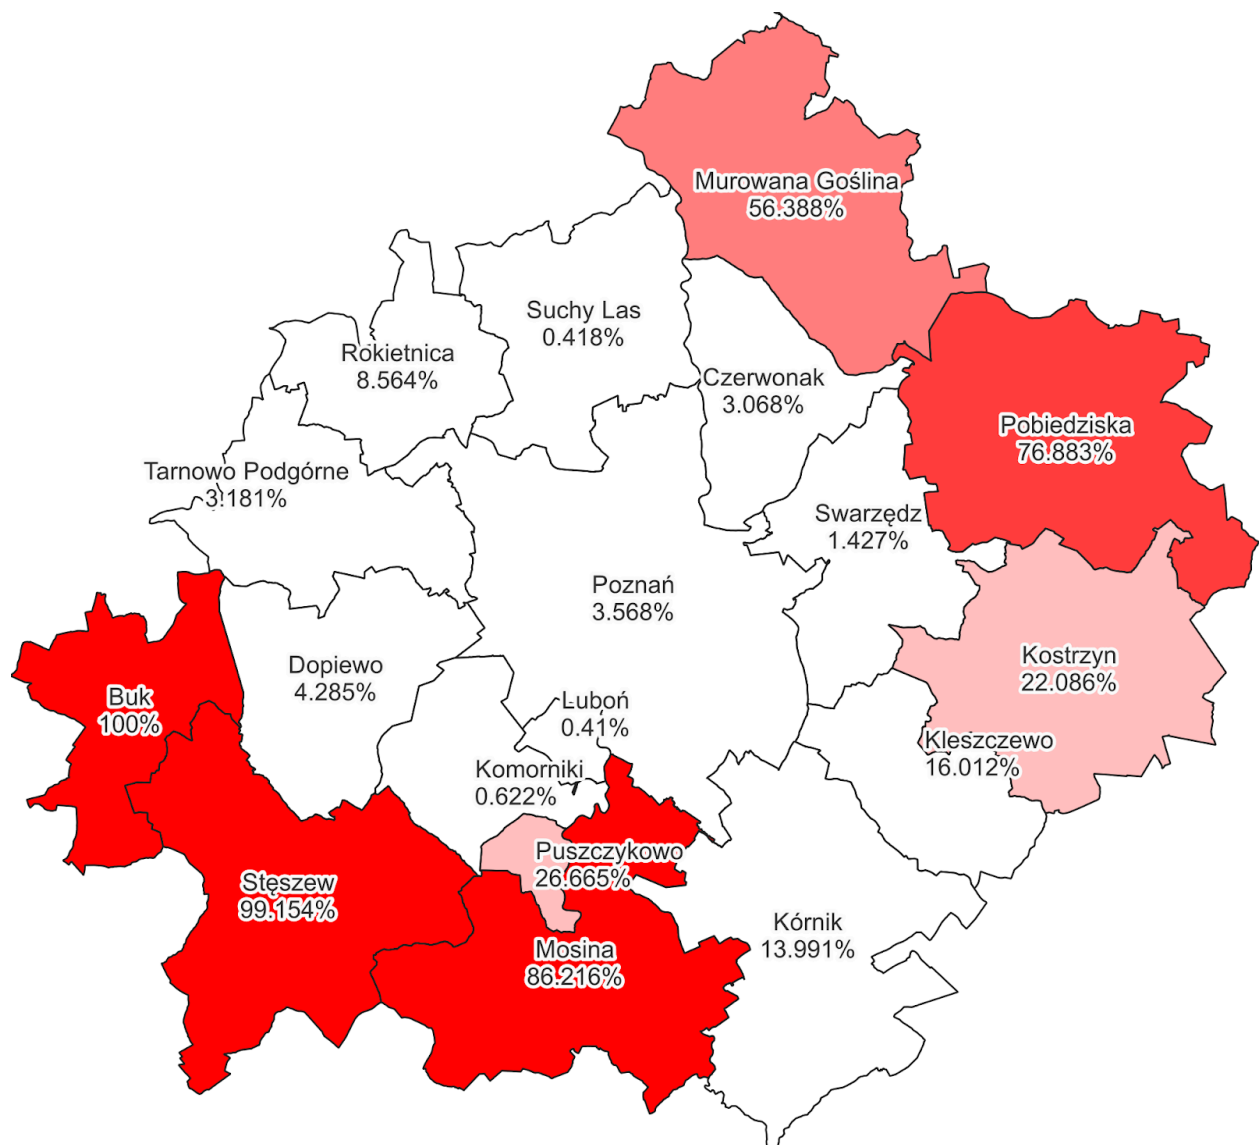 Murowana Goślina
56.388%
Suchy Las
0.418%
Rokietnica
8.564%
Czerwonak
3.068%
Pobiedziska
76.883%
Tarnowo Podgórne
3.181%
Swarzędz
1.427%
Poznań
3.568%
Kostrzyn
22.086%
Dopiewo
4.285%
Buk
100%
Luboń
0.41%
Kleszczewo
16.012%
Komorniki
0.622%
Puszczykowo
26.665%
Stęszew
99.154%
Kórnik
13.991%
Mosina
86.216%